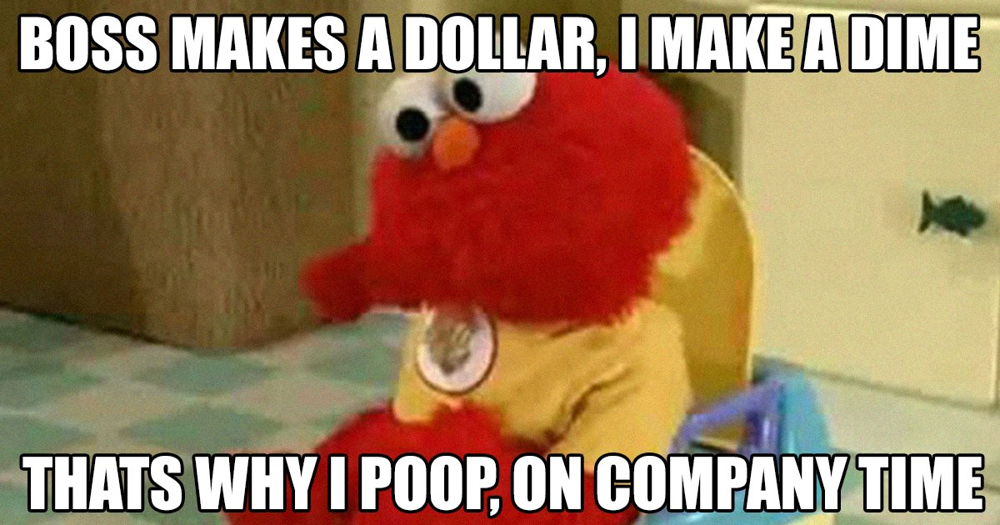 BOSS MAKES A DOLLAR, I MAKE A DIME
THATS WHY I POOP, ON COMPANY TIME